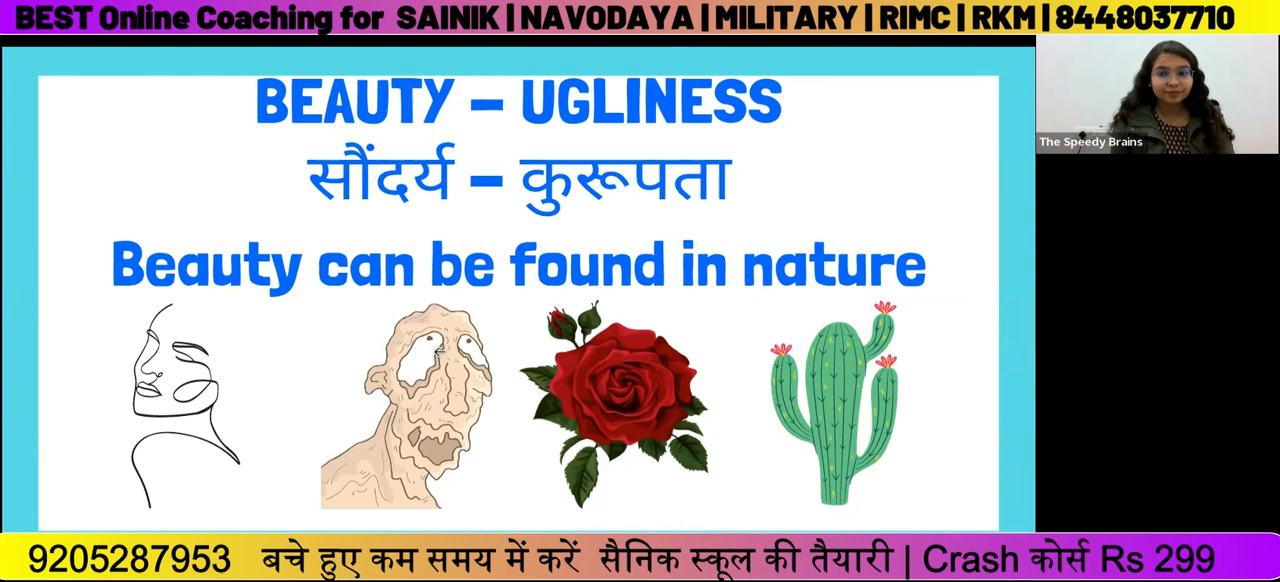 BEST Online Coaching for SAINIK | NAVODAYA | MILITARY | RIMC | RKM | 8448037710
The Speedy Brains
BEAUTY – UGLINESS
सौंदर्य – कुरूपता
Beauty can be found in nature
9205287953 बचे हुए कम समय में करें सैनिक स्कूल की तैयारी | Crash कोर्स Rs 299